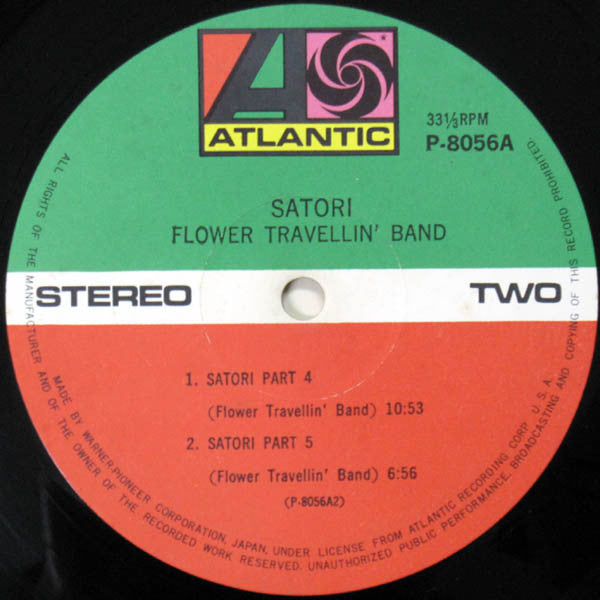 ATLANTIC
33⅓RPM
P-8056A
SATORI
FLOWER TRAVELLIN' BAND
STEREO
TWO
1. SATORI PART 4
(Flower Travellin' Band) 10:53
2. SATORI PART 5
(Flower Travellin' Band) 6:56
(P-8056A2)
MADE BY WARNER-PIONEER CORPORATION, JAPAN, UNDER LICENSE FROM ATLANTIC RECORDING CORP. U.S.A.
ALL RIGHTS OF THE MANUFACTURER AND OF THE OWNER OF THE RECORDED WORK RESERVED. UNAUTHORIZED PUBLIC PERFORMANCE, BROADCASTING AND COPYING OF THIS RECORD PROHIBITED.